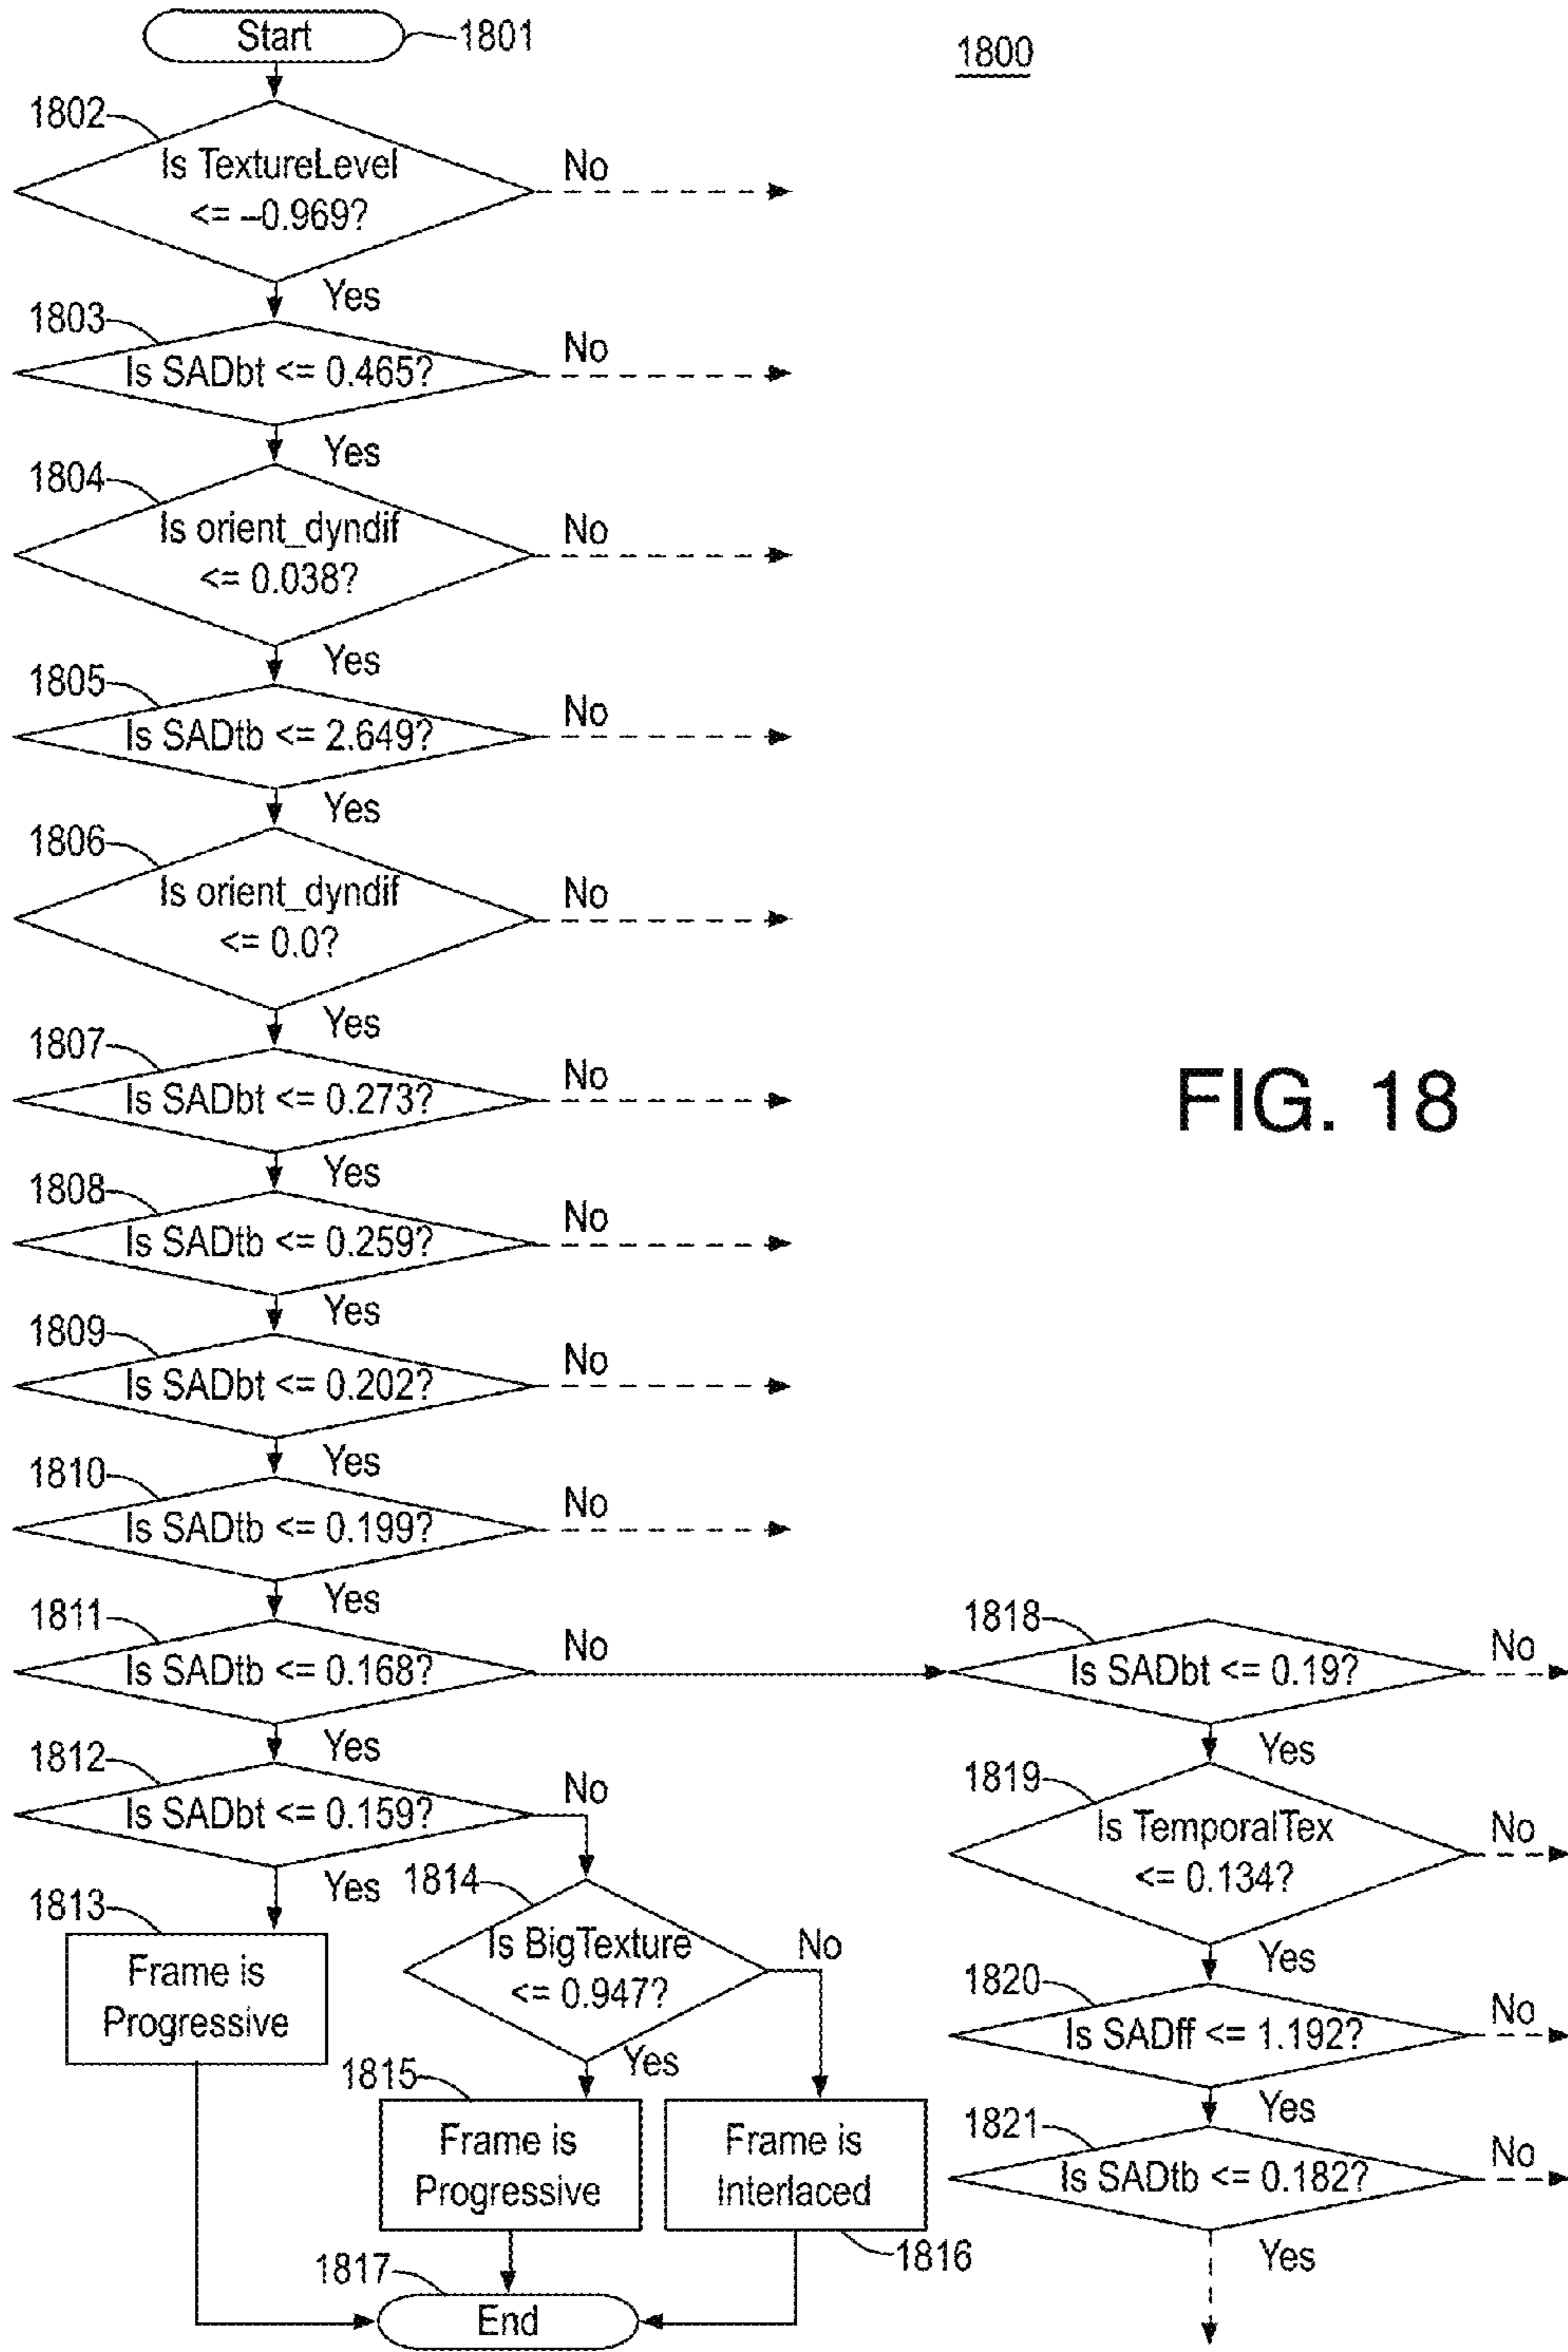 Start
1801
1800
1802
Is TextureLevel
<= –0.969?
No
Yes
1803
Is SADbt <= 0.465?
No
Yes
1804
Is orient_dyndif
<= 0.038?
No
Yes
1805
Is SADtb <= 2.649?
No
Yes
1806
Is orient_dyndif
<= 0.0?
No
Yes
1807
Is SADbt <= 0.273?
No
Yes
FIG. 18
1808
Is SADtb <= 0.259?
No
Yes
1809
Is SADbt <= 0.202?
No
Yes
1810
Is SADtb <= 0.199?
No
Yes
1811
Is SADtb <= 0.168?
No
Yes
1812
Is SADbt <= 0.159?
No
Yes
1813
Frame is
Progressive
1814
Is BigTexture
<= 0.947?
No
Yes
1815
Frame is
Progressive
Frame is
Interlaced
1816
1817
End
1818
Is SADbt <= 0.19?
No
Yes
1819
Is TemporalTex
<= 0.134?
No
Yes
1820
Is SADff <= 1.192?
No
Yes
1821
Is SADtb <= 0.182?
No
Yes